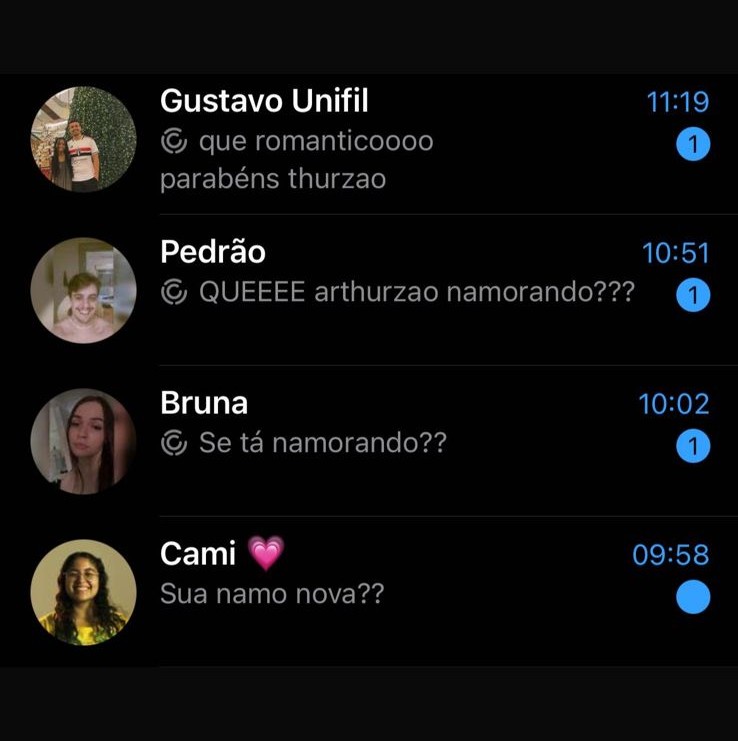 Gustavo Unifil
11:19
que romanticoooo
1
parabéns thurzao
Pedrão
10:51
QUEEEE arthurzao namorando???
1
Bruna
10:02
Se tá namorando??
1
Cami 💗
09:58
Sua namo nova??